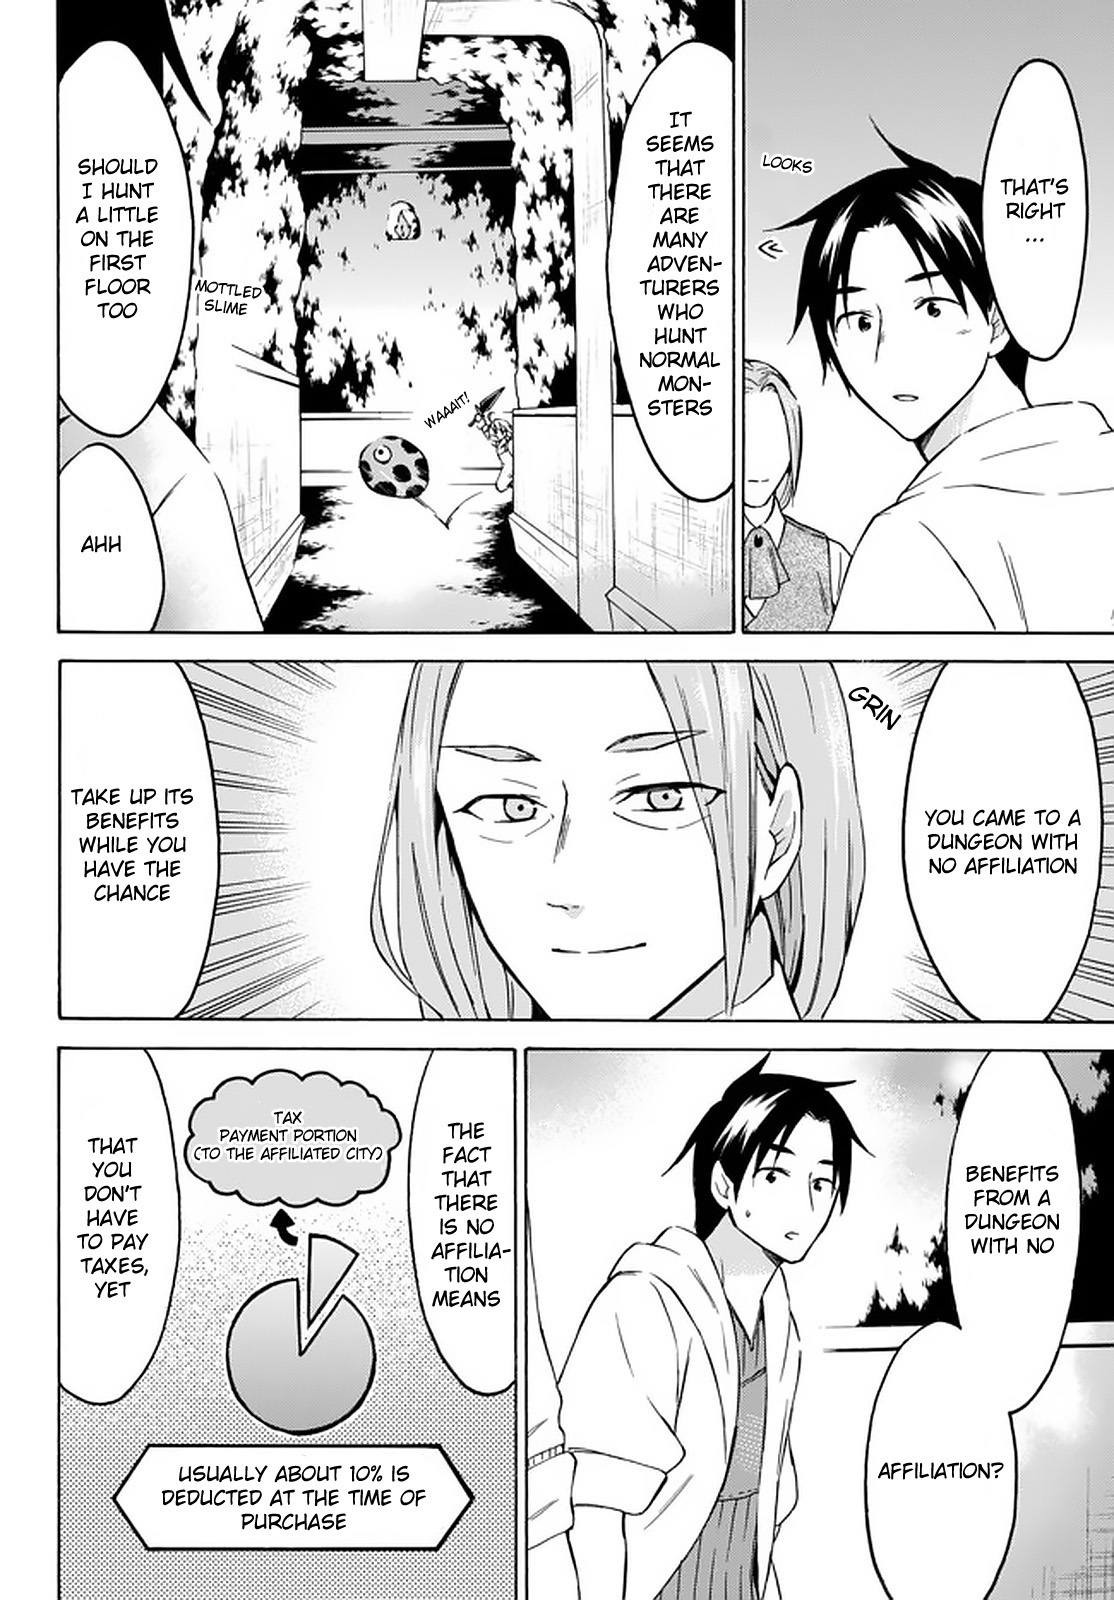 THAT'S
RIGHT
...
LOOKS
IT
SEEMS
THAT
THERE
ARE
MANY
ADVEN-
TURERS
WHO
HUNT
NORMAL
MON-
STERS
WAAAIT!
MOTTLED
SLIME
SHOULD
I HUNT
A LITTLE
ON THE
FIRST
FLOOR
TOO
AHH
GRIN
YOU CAME TO A
DUNGEON WITH
NO AFFILIATION
TAKE UP ITS
BENEFITS
WHILE YOU
HAVE THE
CHANCE
BENEFITS
FROM A
DUNGEON
WITH NO
AFFILIATION?
THE
FACT
THAT
THERE
IS NO
AFFILIA-
TION
MEANS
TAX
PAYMENT PORTION
(TO THE AFFILIATED CITY)
THAT
YOU
DON'T
HAVE
TO PAY
TAXES,
YET
USUALLY ABOUT 10% IS
DEDUCTED AT THE TIME OF
PURCHASE